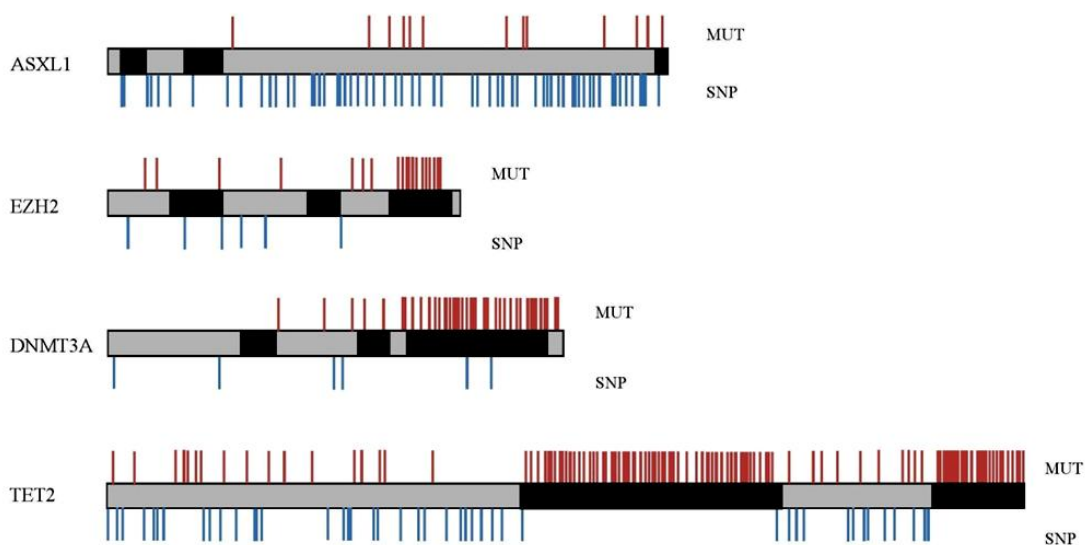 MUT
ASXL1
SNP
MUT
EZH2
SNP
MUT
DNMT3A
SNP
MUT
TET2
SNP